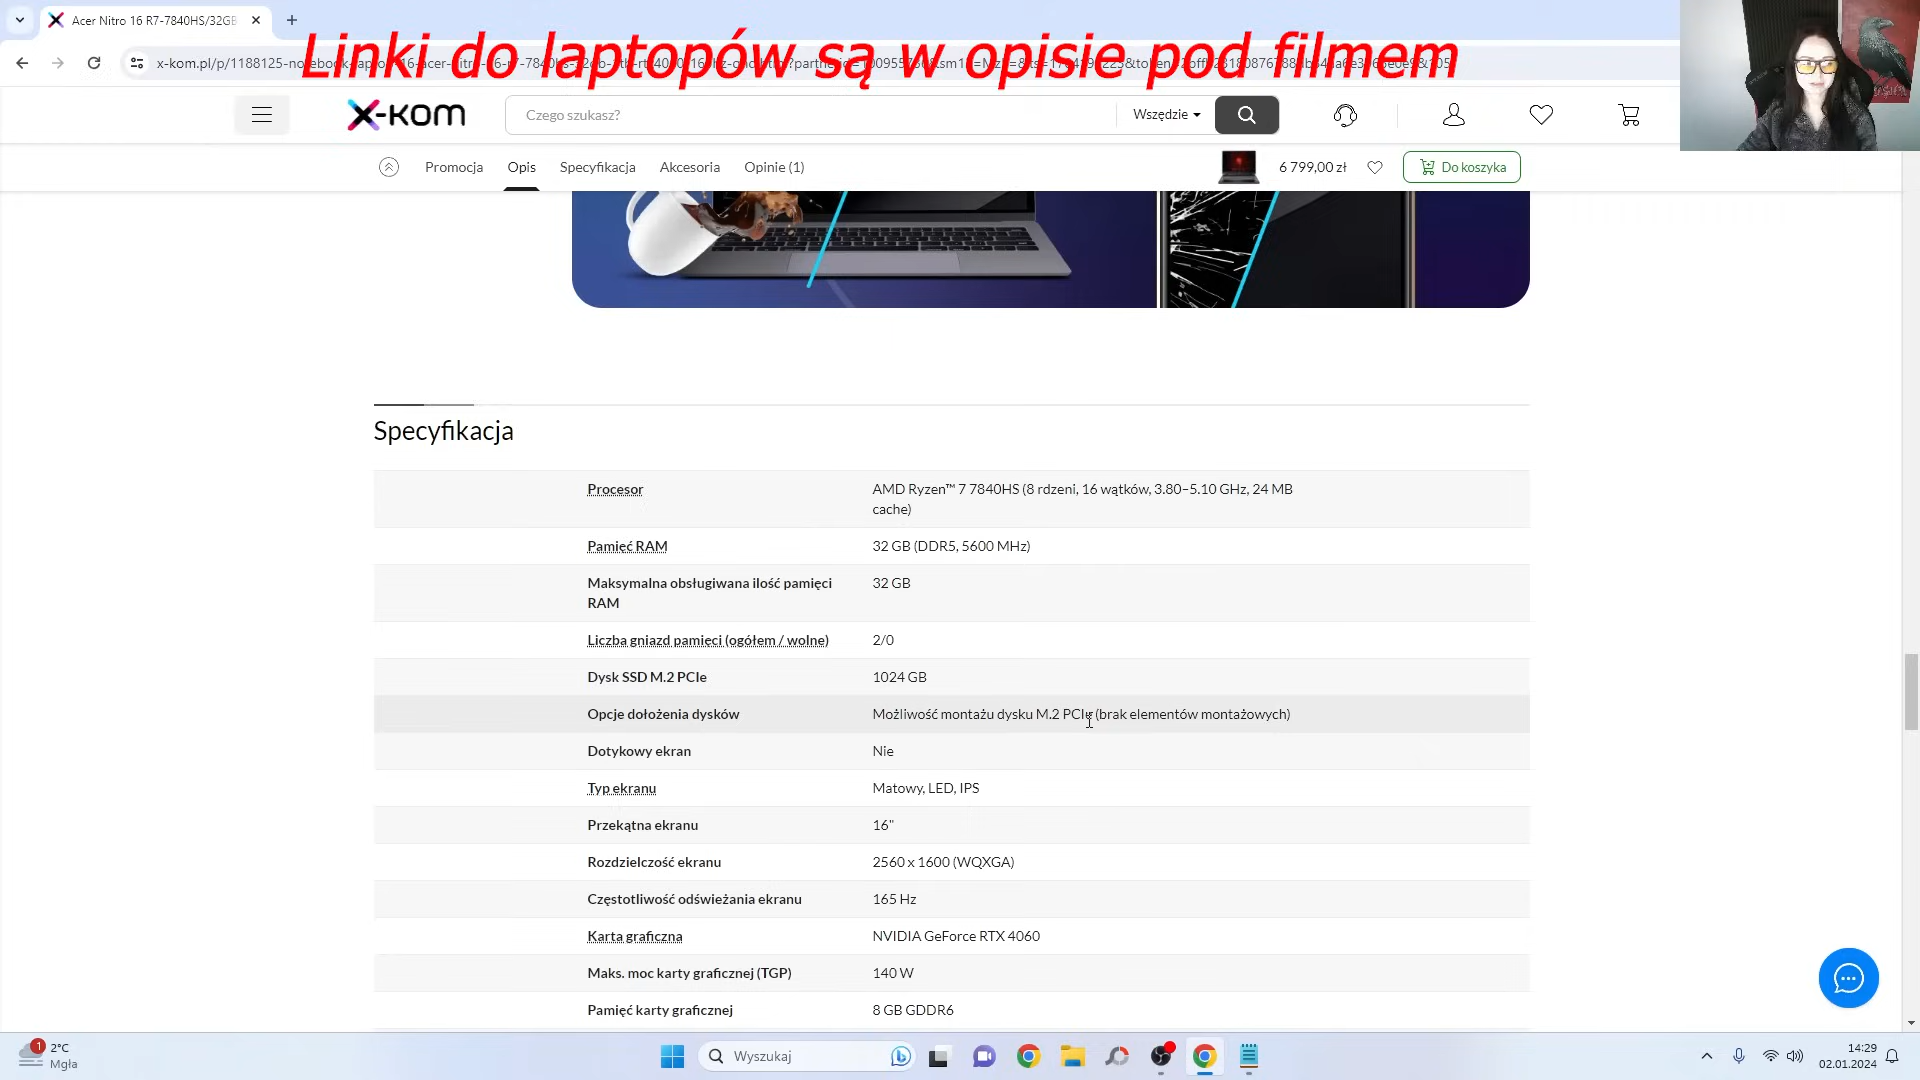 Acer Nitro 16 R7-7840HS/32GB
Linki do laptopów są w opisie pod filmem
X-KOM
Czego szukasz?
Wszędzie
Promocja
Opis
Specyfikacja
Akcesoria
Opinie (1)
6 799,00 zł
Do koszyka
Specyfikacja
Procesor
AMD Ryzen™ 7 7840HS (8 rdzeni, 16 wątków, 3.80–5.10 GHz, 24 MB
cache)
Pamięć RAM
32 GB (DDR5, 5600 MHz)
Maksymalna obsługiwana ilość pamięci
RAM
32 GB
Liczba gniazd pamięci (ogółem / wolne)
2/0
Dysk SSD M.2 PCIe
1024 GB
Opcje dołożenia dysków
Możliwość montażu dysku M.2 PCIe (brak elementów montażowych)
Dotykowy ekran
Nie
Typ ekranu
Matowy, LED, IPS
Przekątna ekranu
16"
Rozdzielczość ekranu
2560 x 1600 (WQXGA)
Częstotliwość odświeżania ekranu
165 Hz
Karta graficzna
NVIDIA GeForce RTX 4060
Maks. moc karty graficznej (TGP)
140 W
Pamięć karty graficznej
8 GB GDDR6
1
2°C
Mgła
Wyszukaj
14:29
02.01.2024